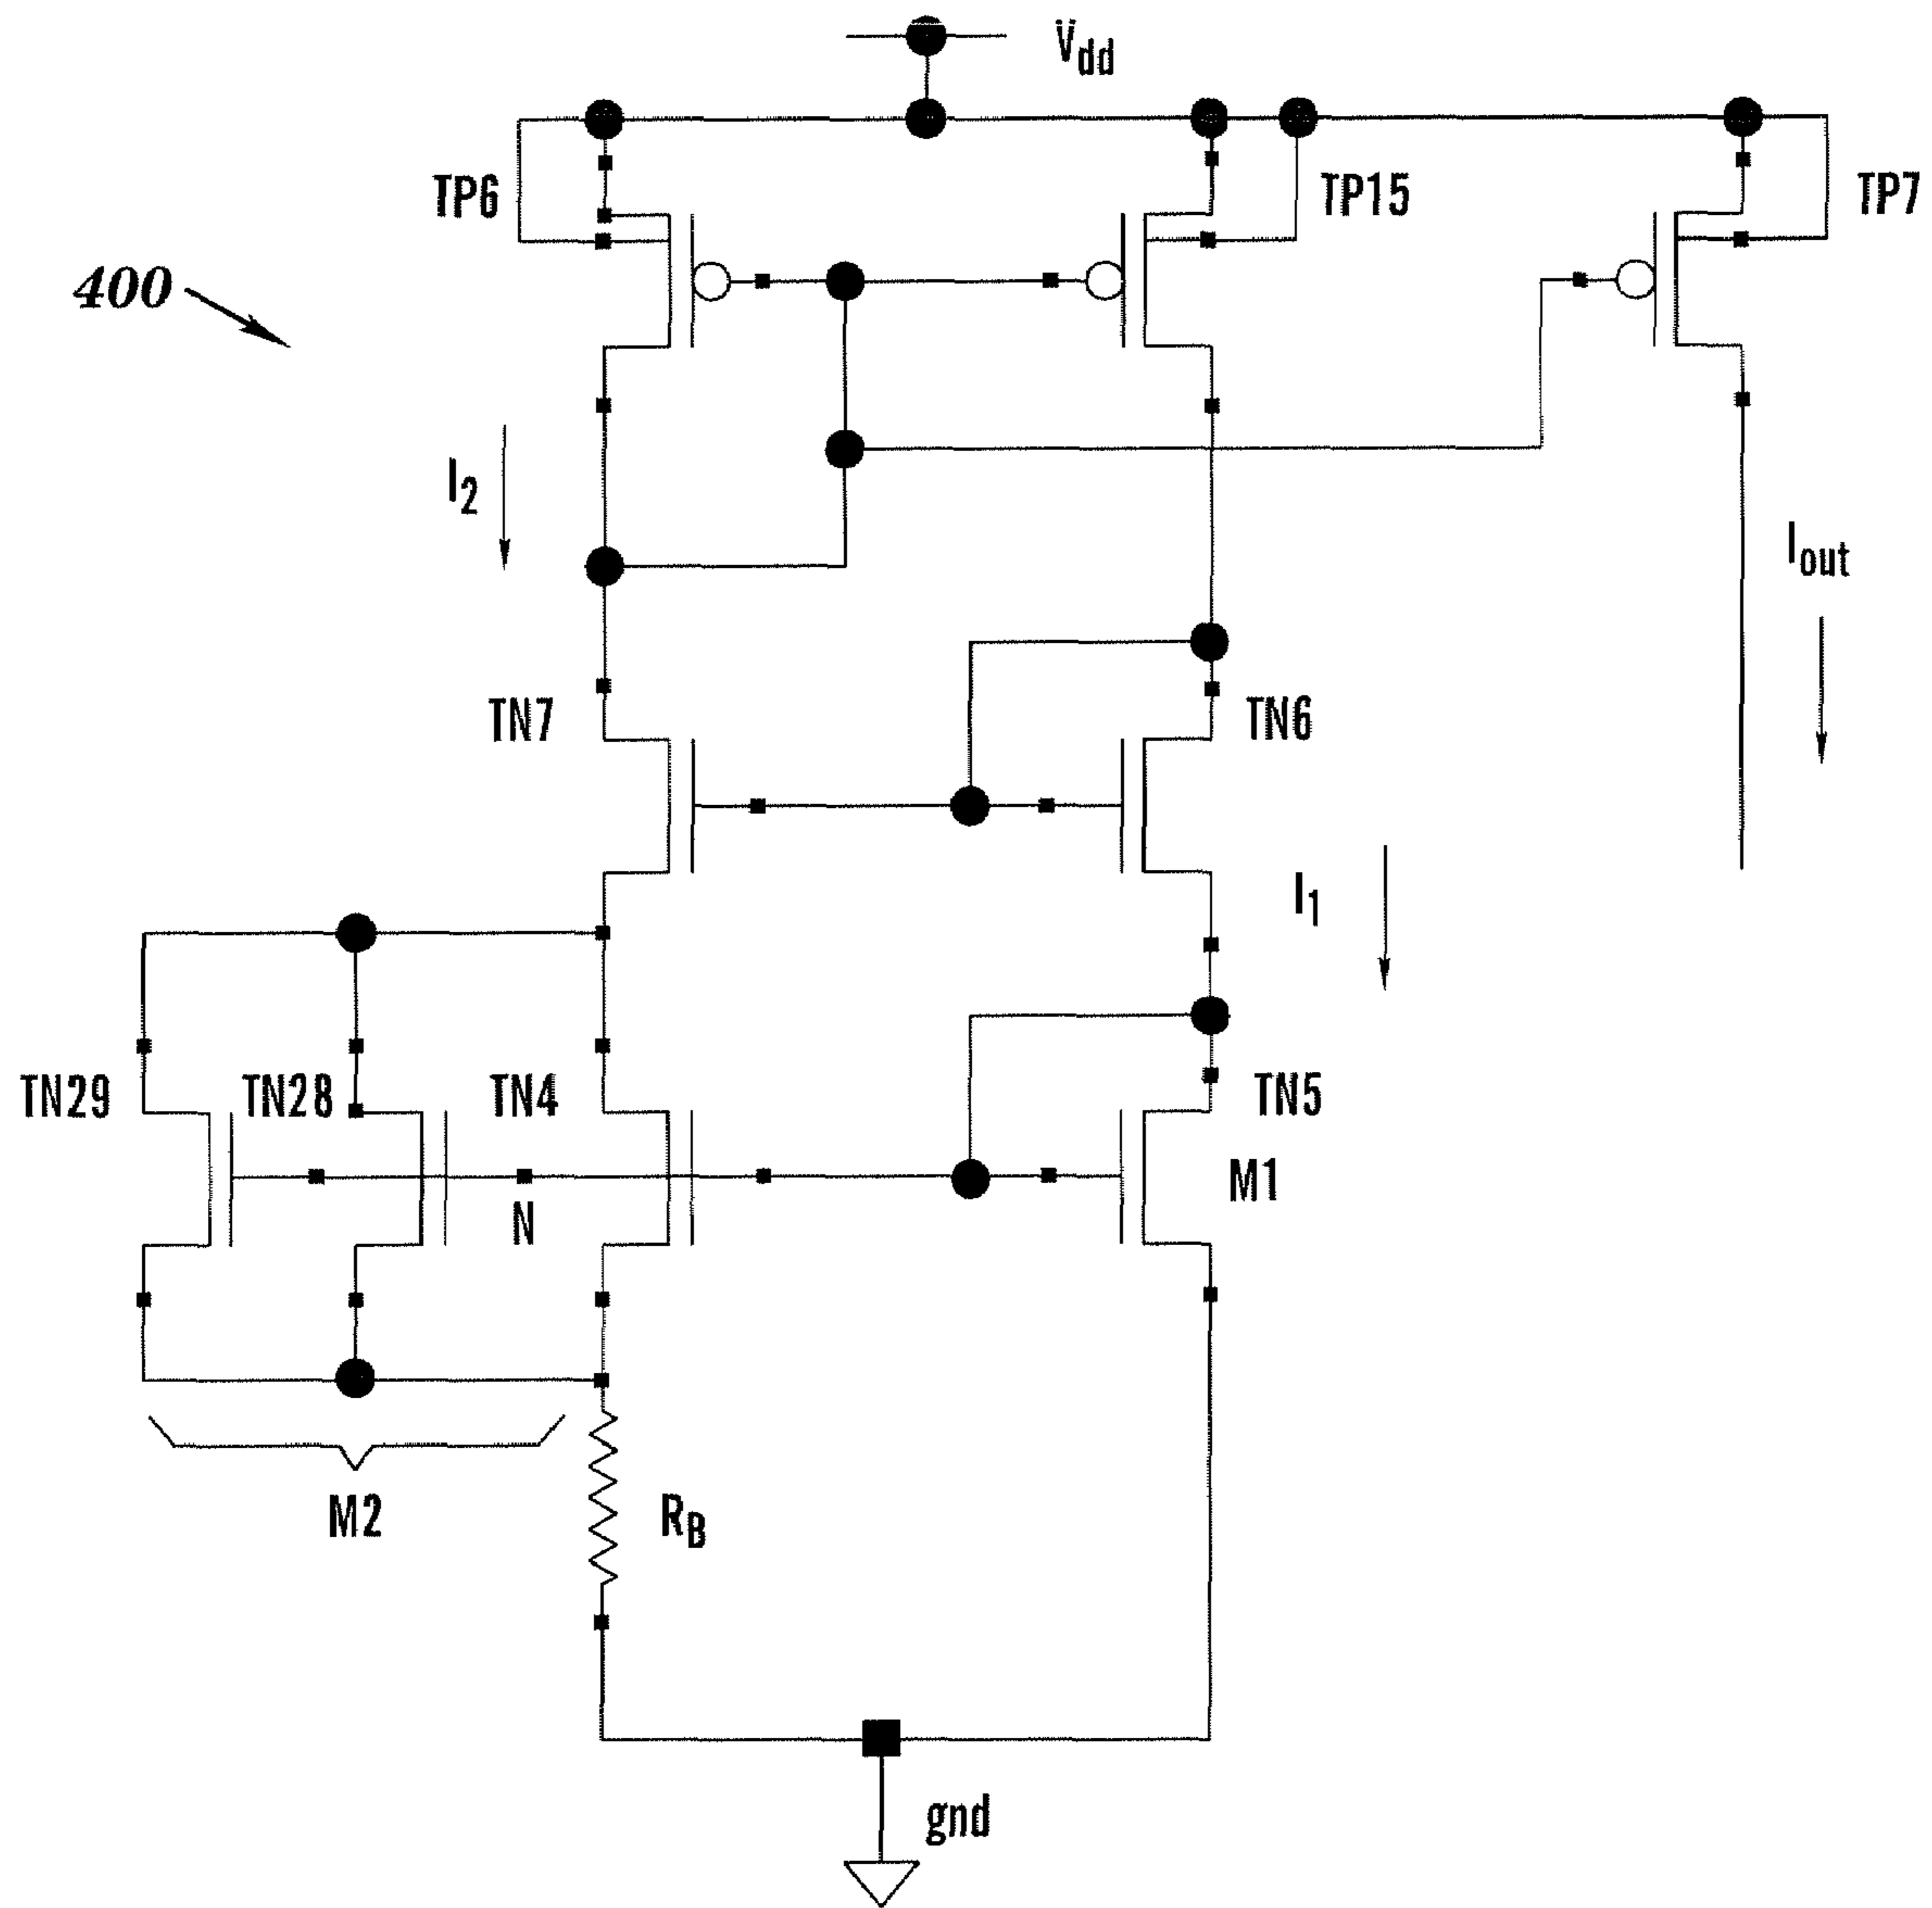 Vdd
TP6
TP15
TP7
400
I2
Iout
TN7
TN6
I1
TN29
TN28
TN4
TN5
M1
N
M2
RB
gnd